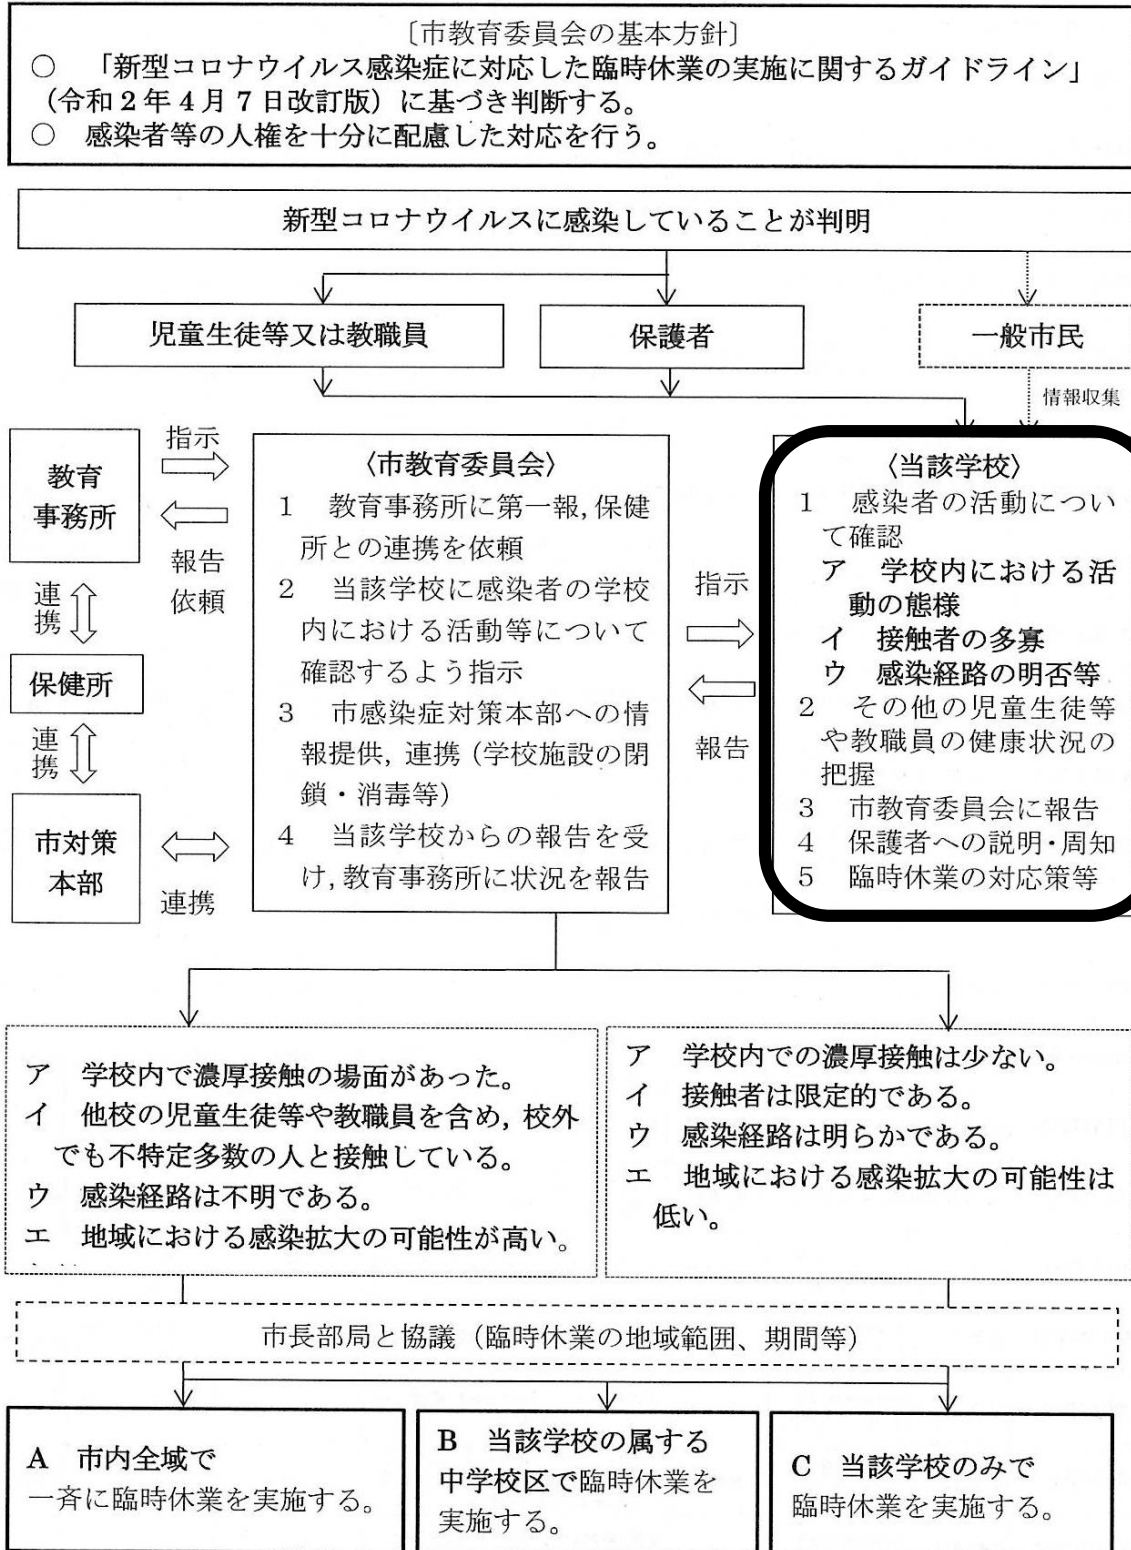 〔市教育委員会の基本方針〕
○　「新型コロナウイルス感染症に対応した臨時休業の実施に関するガイドライン」
（令和２年４月７日改訂版）に基づき判断する。
○　感染者等の人権を十分に配慮した対応を行う。
新型コロナウイルスに感染していることが判明
児童生徒等又は教職員
保護者
一般市民
情報収集
教育
事務所
指示
報告
依頼
連携
保健所
連携
市対策
本部
連携
〈市教育委員会〉
1　教育事務所に第一報，保健
所との連携を依頼
2　当該学校に感染者の学校
内における活動等について
確認するよう指示
3　市感染症対策本部への情
報提供，連携（学校施設の閉
鎖・消毒等）
4　当該学校からの報告を受
け，教育事務所に状況を報告
指示
報告
〈当該学校〉
1　感染者の活動につい
て確認
ア　学校内における活
動の態様
イ　接触者の多寡
ウ　感染経路の明否等
2　その他の児童生徒等
や教職員の健康状況の
把握
3　市教育委員会に報告
4　保護者への説明・周知
5　臨時休業の対応策等
ア　学校内で濃厚接触の場面があった。
イ　他校の児童生徒等や教職員を含め，校外
でも不特定多数の人と接触している。
ウ　感染経路は不明である。
エ　地域における感染拡大の可能性が高い。
ア　学校内での濃厚接触は少ない。
イ　接触者は限定的である。
ウ　感染経路は明らかである。
エ　地域における感染拡大の可能性は
低い。
市長部局と協議（臨時休業の地域範囲、期間等）
A　市内全域で
一斉に臨時休業を実施する。
B　当該学校の属する
中学校区で臨時休業を
実施する。
C　当該学校のみで
臨時休業を実施する。